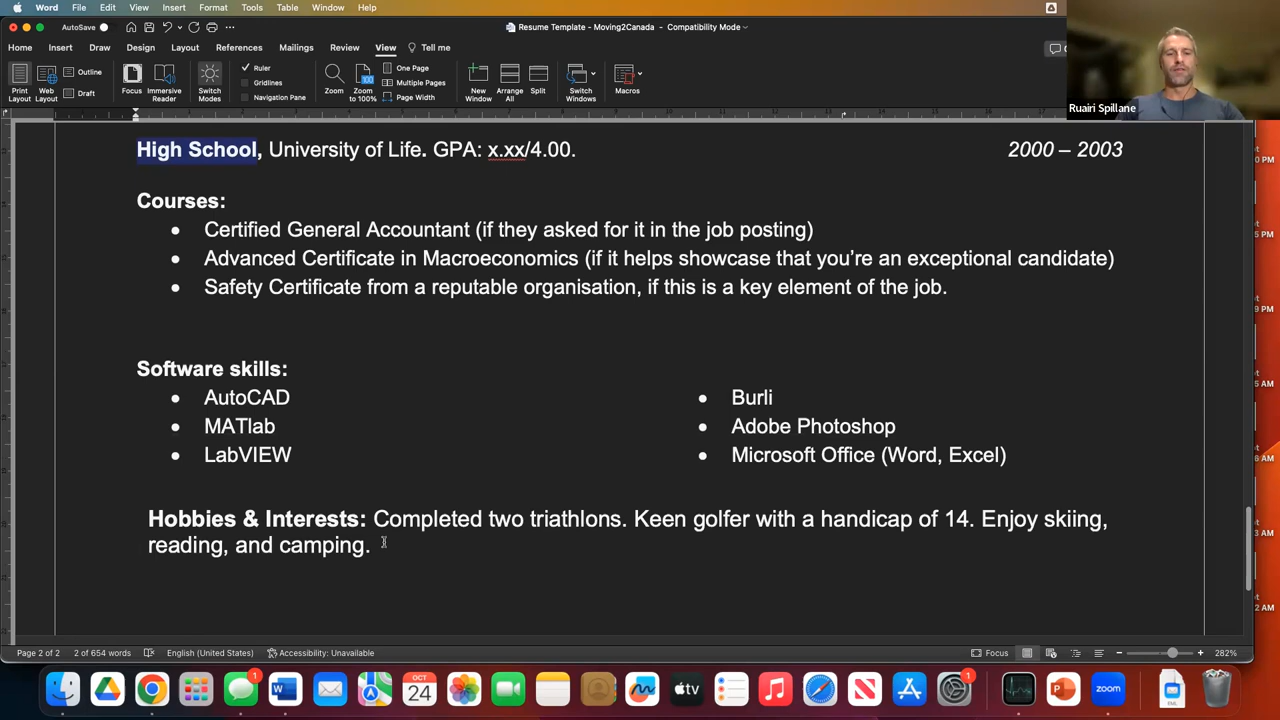 Word File Edit View Insert Format Tools Table Window Help
AutoSave Resume Template - Moving2Canada - Compatibility Mode
Home Insert Draw Design Layout References Mailings Review View Tell me
Print Layout Web Layout Outline Draft Focus Immersive Reader Switch Modes Ruler Gridlines Navigation Pane Zoom Zoom to 100% 100 One Page Multiple Pages Page Width New Window Arrange All Split Switch Windows Macros
Ruairi Spillane
High School, University of Life. GPA: x.xx/4.00. 2000 – 2003
Courses:
• Certified General Accountant (if they asked for it in the job posting)
• Advanced Certificate in Macroeconomics (if it helps showcase that you’re an exceptional candidate)
• Safety Certificate from a reputable organisation, if this is a key element of the job.
Software skills:
• AutoCAD • Burli
• MATlab • Adobe Photoshop
• LabVIEW • Microsoft Office (Word, Excel)
Hobbies & Interests: Completed two triathlons. Keen golfer with a handicap of 14. Enjoy skiing,
reading, and camping.
Page 2 of 2 2 of 654 words English (United States) Accessibility: Unavailable Focus 282%
OCT
24
tv
zoom